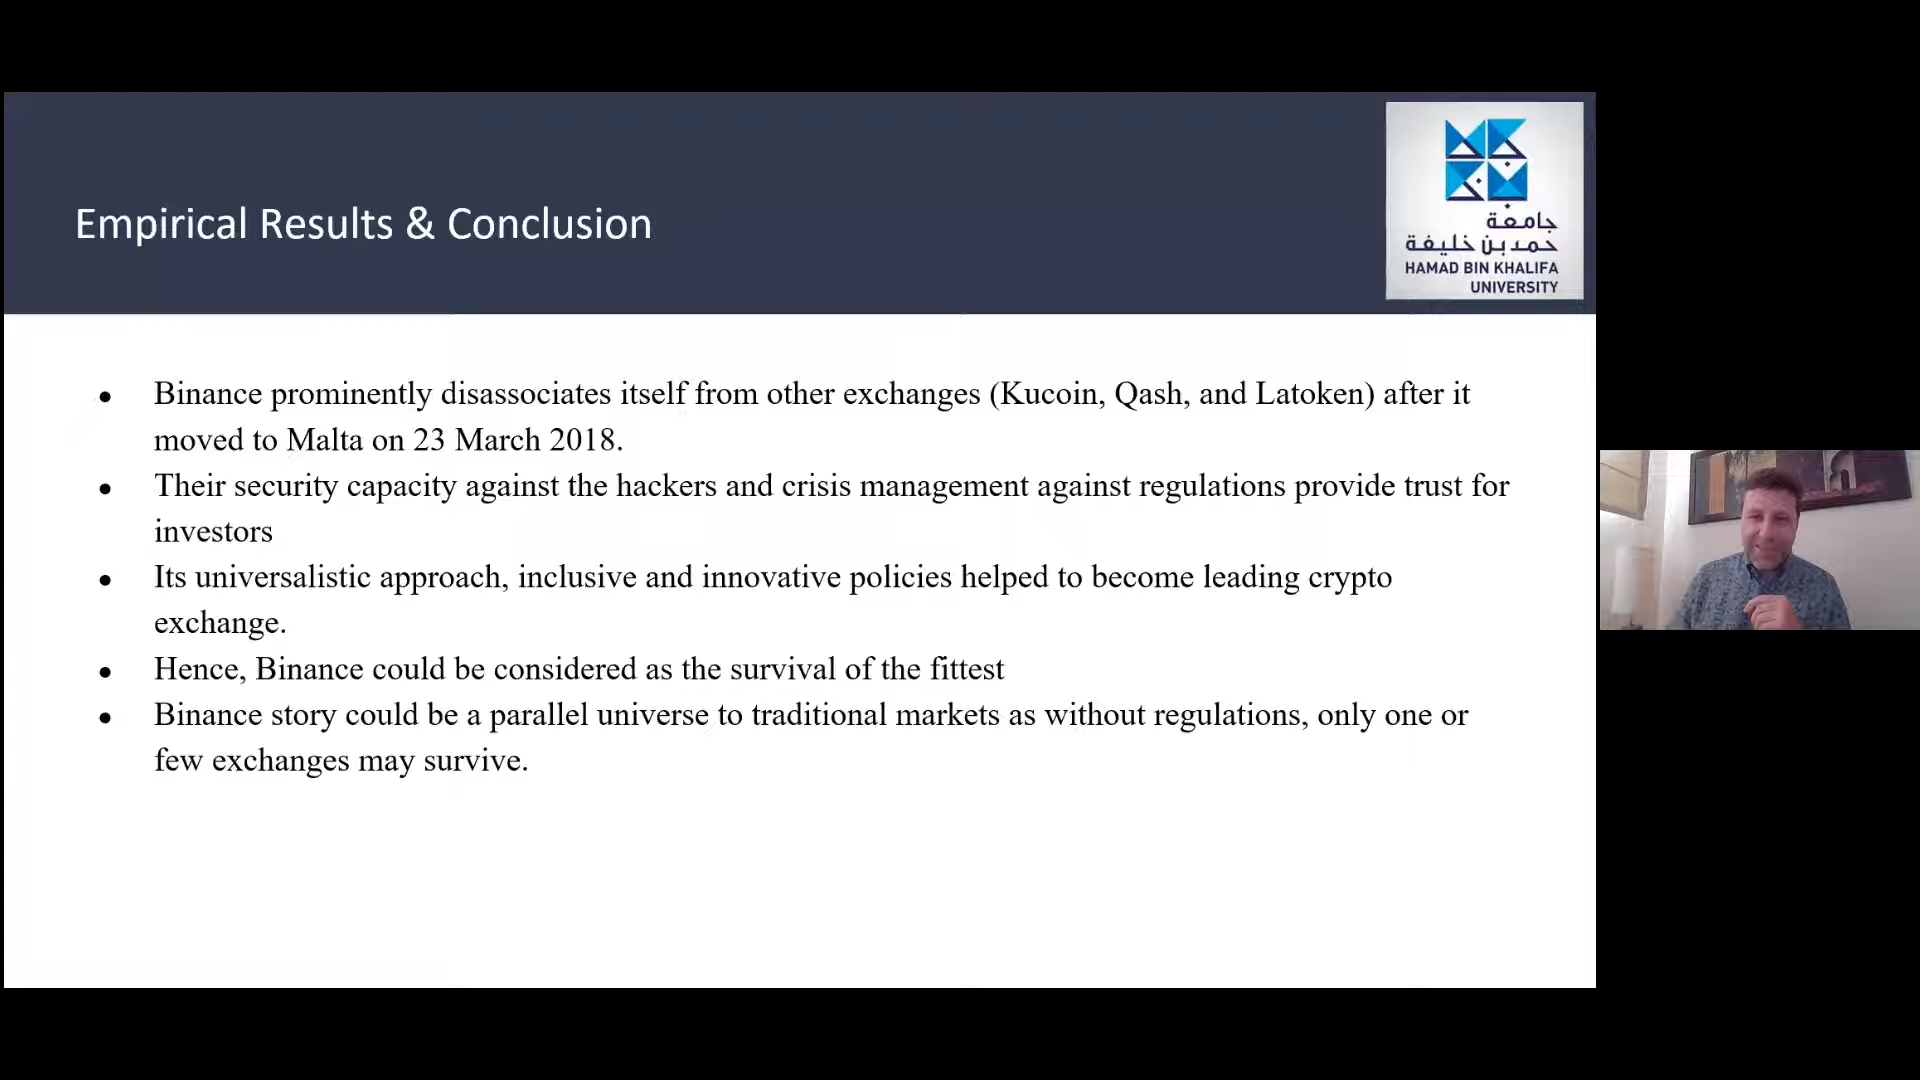 Empirical Results & Conclusion
جامعة
حمد بن خليفة
HAMAD BIN KHALIFA
UNIVERSITY
● Binance prominently disassociates itself from other exchanges (Kucoin, Qash, and Latoken) after it
moved to Malta on 23 March 2018.
● Their security capacity against the hackers and crisis management against regulations provide trust for
investors
● Its universalistic approach, inclusive and innovative policies helped to become leading crypto
exchange.
● Hence, Binance could be considered as the survival of the fittest
● Binance story could be a parallel universe to traditional markets as without regulations, only one or
few exchanges may survive.